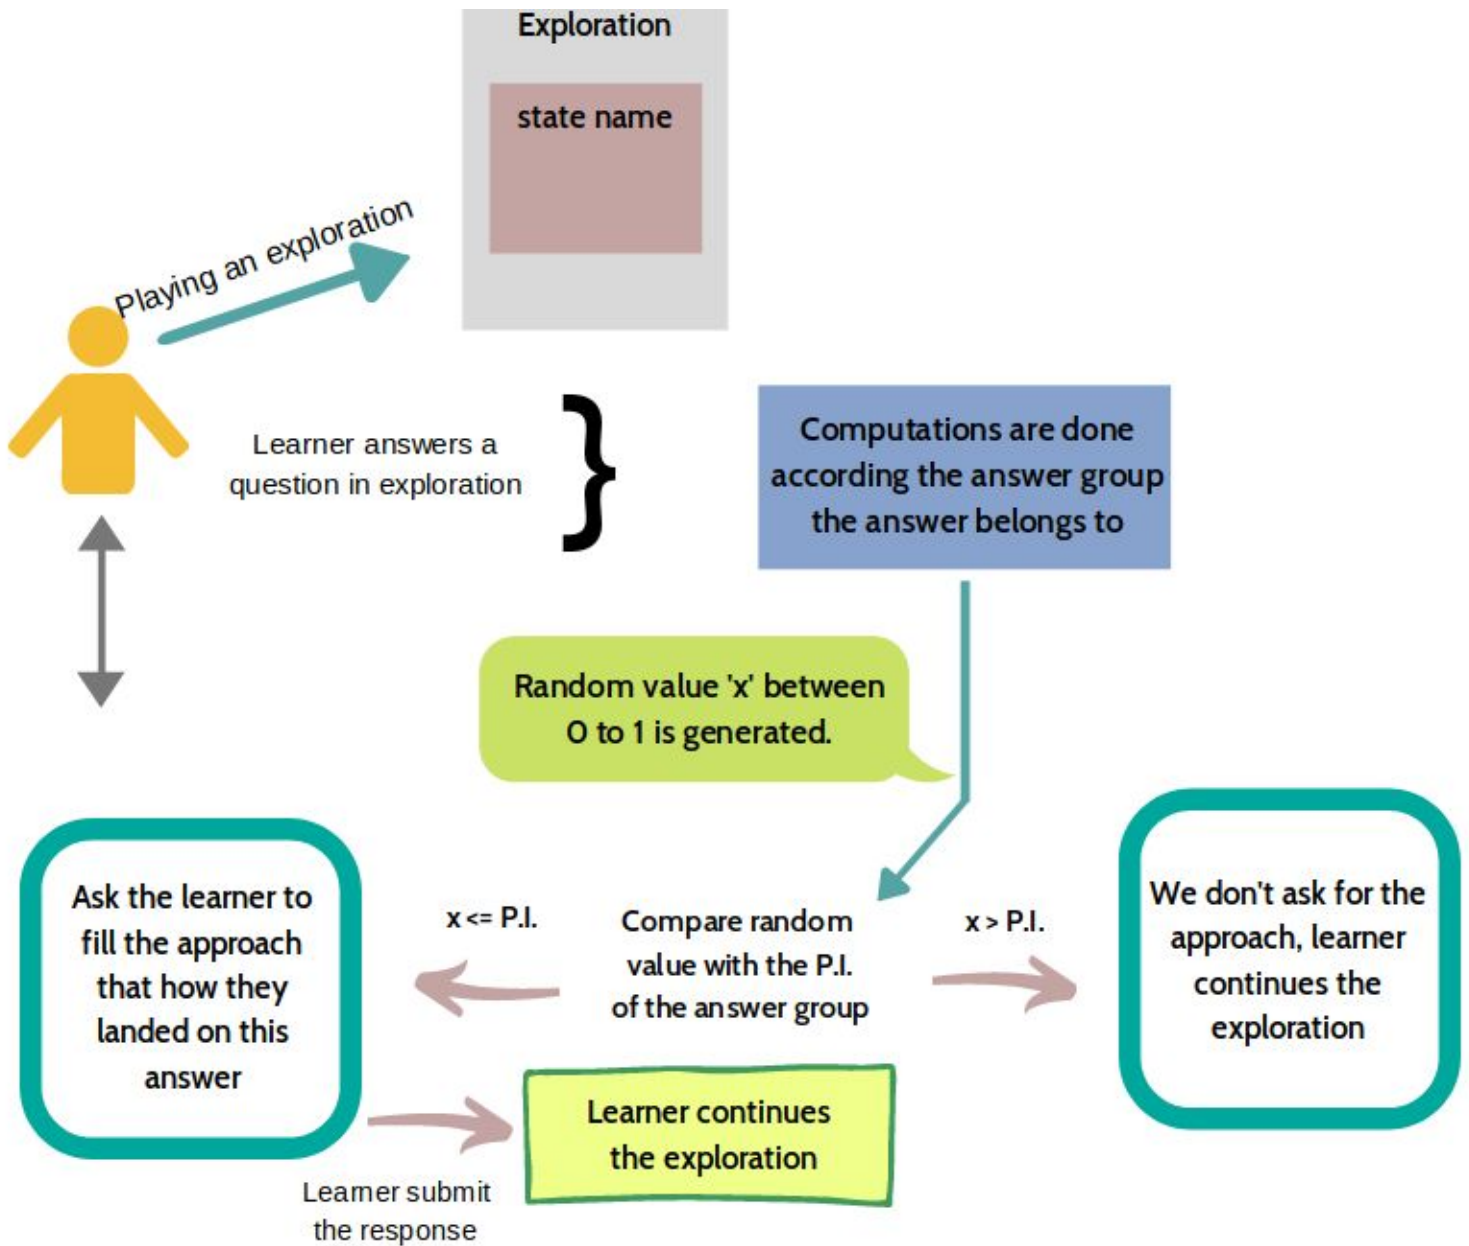 Exploration
state name
Playing an exploration
Learner answers a
question in exploration
}
Computations are done
according the answer group
the answer belongs to
Random value 'x' between
0 to 1 is generated.
Ask the learner to
fill the approach
that how they
landed on this
answer
x <= P.I.
Compare random
value with the P.I.
of the answer group
x > P.I.
We don't ask for the
approach, learner
continues the
exploration
Learner continues
the exploration
Learner submit
the response